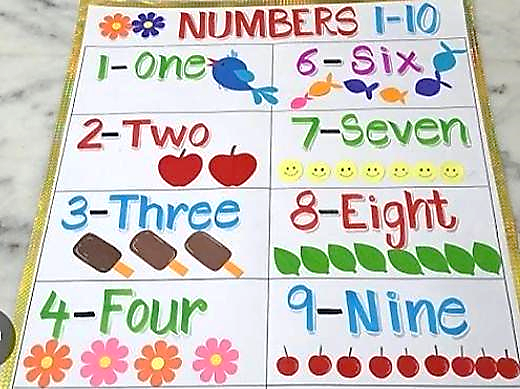 NUMBERS 1-10
1-One
6-Six
2-Two
7-Seven
3-Three
8-Eight
4-Four
9-Nine